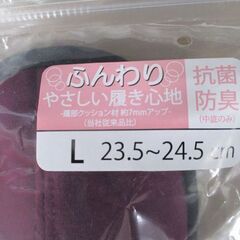 ふんわり
やさしい履き心地
-踵部クッション材 約7mmアップ-
(当社従来品比)
抗菌
防臭
(中底のみ)
L 23.5~24.5 cm